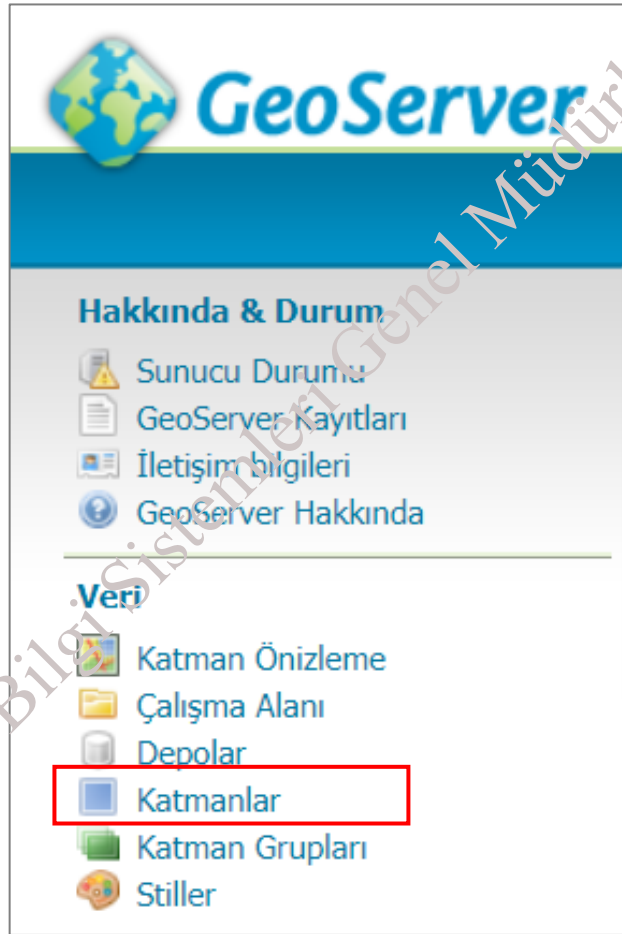 GeoServer
Hakkında & Durum
Sunucu Durumu
GeoServer Kayıtları
İletişim bilgileri
GeoServer Hakkında
Veri
Katman Önizleme
Çalışma Alanı
Depolar
Katmanlar
Katman Grupları
Stiller
Bilgi Sistemleri Genel